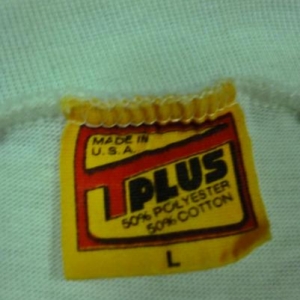 MADE IN
U.S.A.
T PLUS
50% POLYESTER
50% COTTON
L